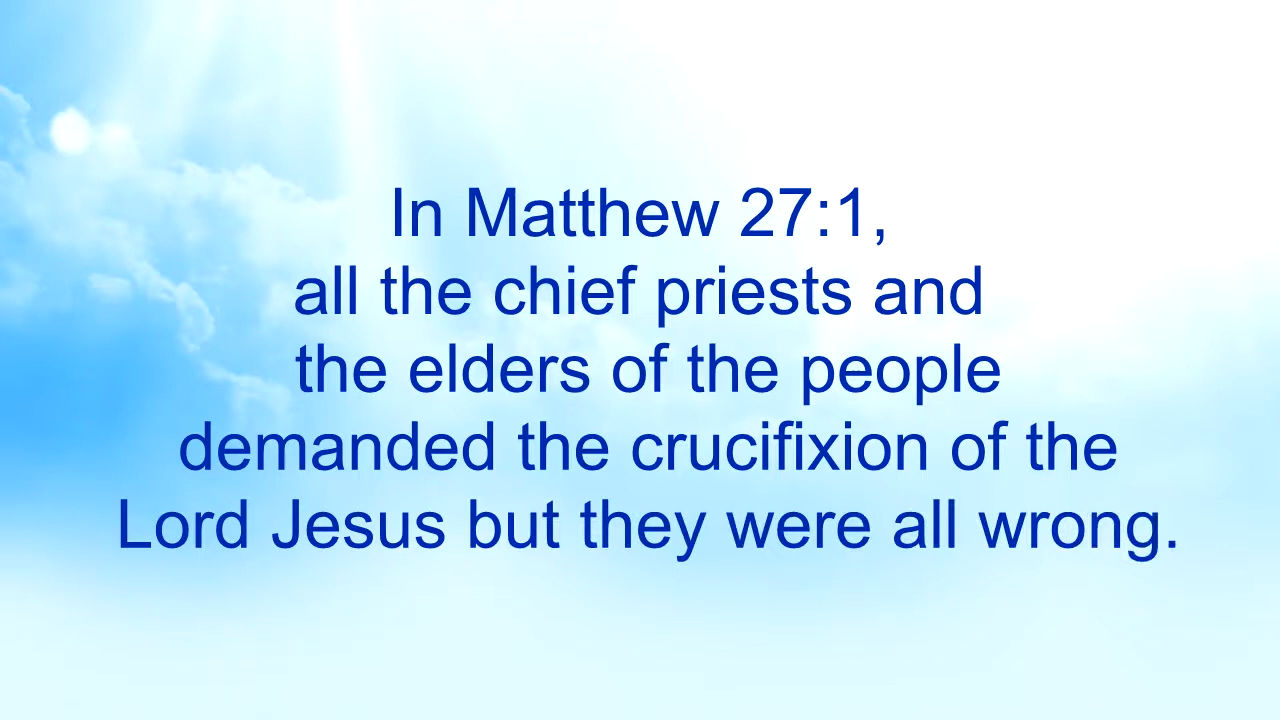 In Matthew 27:1,
all the chief priests and
the elders of the people
demanded the crucifixion of the
Lord Jesus but they were all wrong.